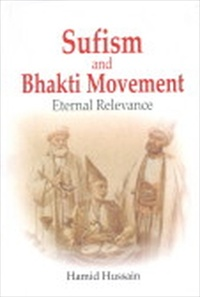 Sufism
and
Bhakti Movement
Eternal Relevance
Hamid Hussain